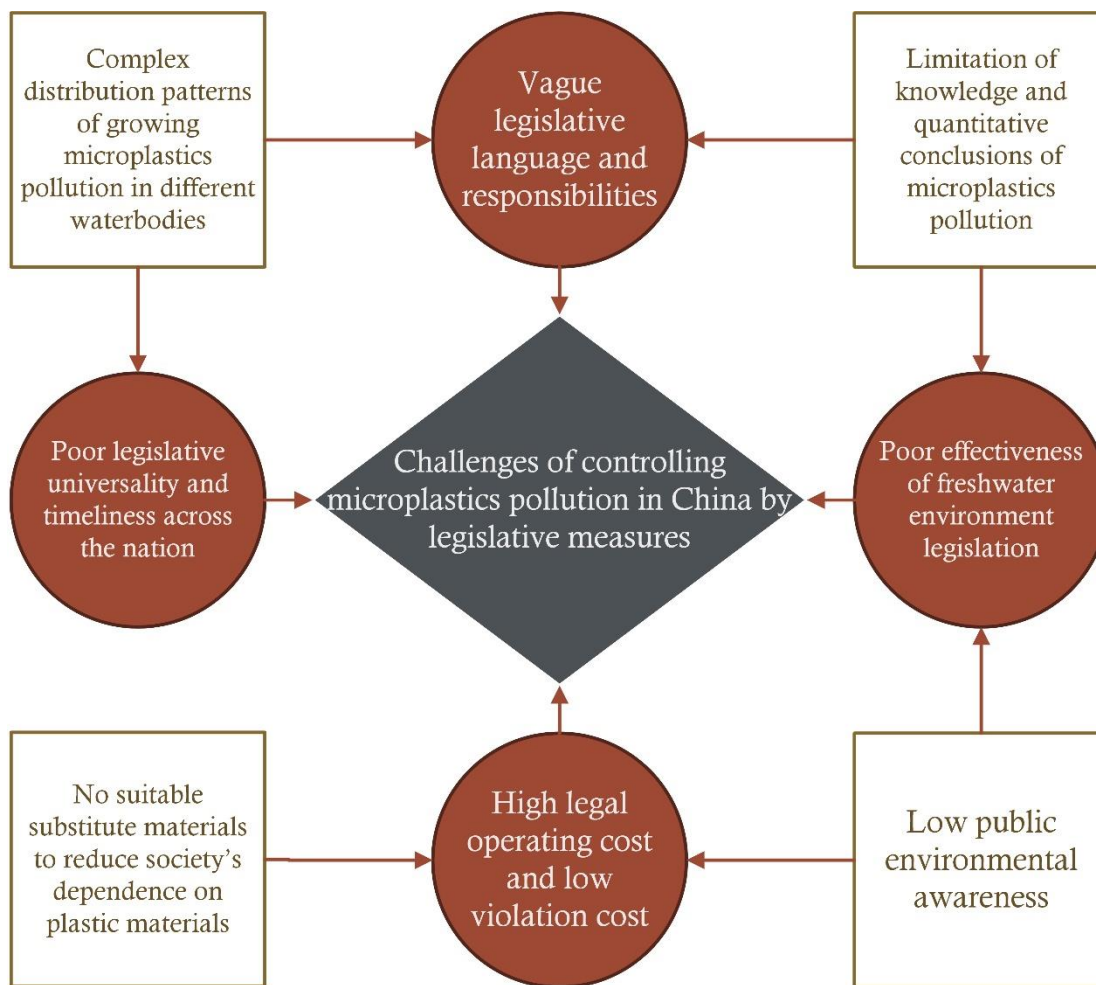 Complex
distribution patterns
of growing
microplastics
pollution in different
waterbodies
Vague
legislative
language and
responsibilities
Limitation of
knowledge and
quantitative
conclusions of
microplastics
pollution
Poor legislative
universality and
timeliness across
the nation
Challenges of controlling
microplastics pollution in China by
legislative measures
Poor effectiveness
of freshwater
environment
legislation
No suitable
substitute materials
to reduce society’s
dependence on
plastic materials
High legal
operating cost
and low
violation cost
Low public
environmental
awareness